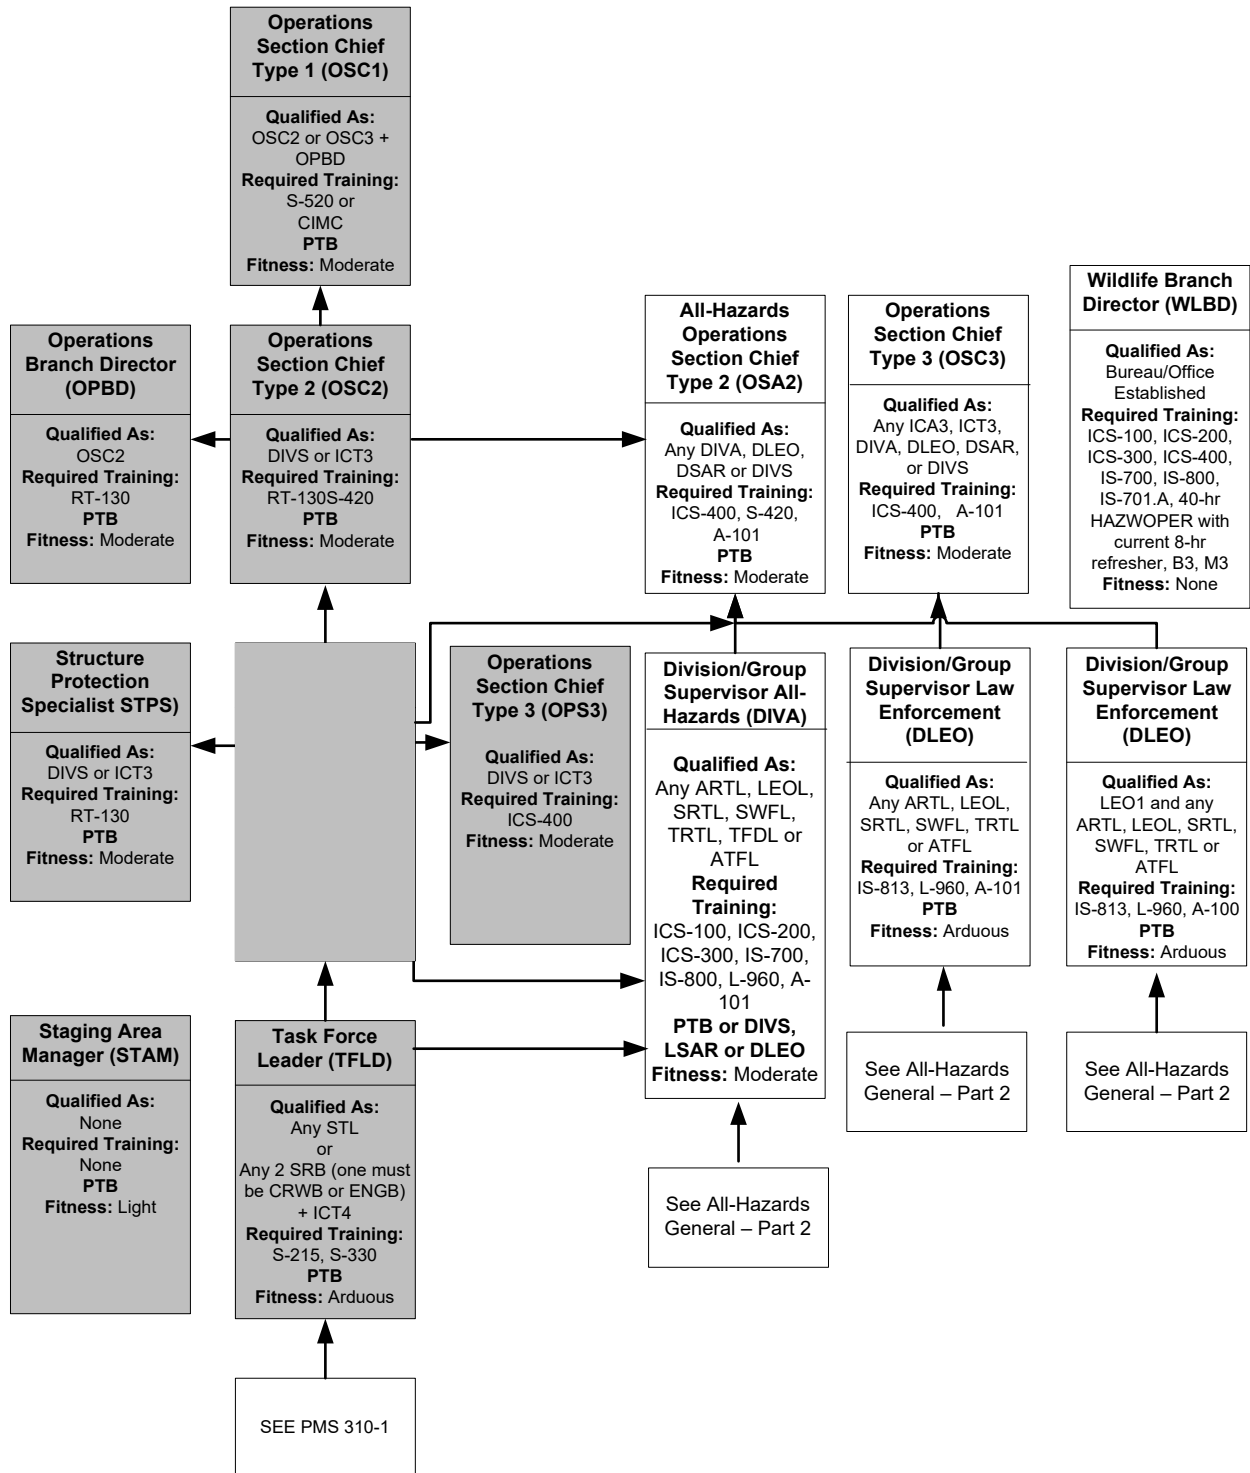 Operations
Section Chief
Type 1 (OSC1)
Qualified As:
OSC2 or OSC3 +
OPBD
Required Training:
S-520 or
CIMC
PTB
Fitness: Moderate
Operations
Branch Director
(OPBD)
Qualified As:
OSC2
Required Training:
RT-130
PTB
Fitness: Moderate
Operations
Section Chief
Type 2 (OSC2)
Qualified As:
DIVS or ICT3
Required Training:
RT-130S-420
PTB
Fitness: Moderate
All-Hazards
Operations
Section Chief
Type 2 (OSA2)
Qualified As:
Any DIVA, DLEO,
DSAR or DIVS
Required Training:
ICS-400, S-420,
A-101
PTB
Fitness: Moderate
Operations
Section Chief
Type 3 (OSC3)
Qualified As:
Any ICA3, ICT3,
DIVA, DLEO, DSAR,
or DIVS
Required Training:
ICS-400, A-101
PTB
Fitness: Moderate
Wildlife Branch
Director (WLBD)
Qualified As:
Bureau/Office
Established
Required Training:
ICS-100, ICS-200,
ICS-300, ICS-400,
IS-700, IS-800,
IS-701.A, 40-hr
HAZWOPER with
current 8-hr
refresher, B3, M3
Fitness: None
Structure
Protection
Specialist STPS)
Qualified As:
DIVS or ICT3
Required Training:
RT-130
PTB
Fitness: Moderate
Operations
Section Chief
Type 3 (OPS3)
Qualified As:
DIVS or ICT3
Required Training:
ICS-400
Fitness: Moderate
Division/Group
Supervisor All-
Hazards (DIVA)
Qualified As:
Any ARTL, LEOL,
SRTL, SWFL,
TRTL, TFDL or
ATFL
Required
Training:
ICS-100, ICS-200,
ICS-300, IS-700,
IS-800, L-960, A-
101
PTB or DIVS,
LSAR or DLEO
Fitness: Moderate
Division/Group
Supervisor Law
Enforcement
(DLEO)
Qualified As:
Any ARTL, LEOL,
SRTL, SWFL, TRTL
or ATFL
Required Training:
IS-813, L-960, A-101
PTB
Fitness: Arduous
Division/Group
Supervisor Law
Enforcement
(DLEO)
Qualified As:
LEO1 and any
ARTL, LEOL, SRTL,
SWFL, TRTL or
ATFL
Required Training:
IS-813, L-960, A-100
PTB
Fitness: Arduous
Staging Area
Manager (STAM)
Qualified As:
None
Required Training:
None
PTB
Fitness: Light
Task Force
Leader (TFLD)
Qualified As:
Any STL
or
Any 2 SRB (one must
be CRWB or ENGB)
+ ICT4
Required Training:
S-215, S-330
PTB
Fitness: Arduous
See All-Hazards
General – Part 2
See All-Hazards
General – Part 2
See All-Hazards
General – Part 2
SEE PMS 310-1